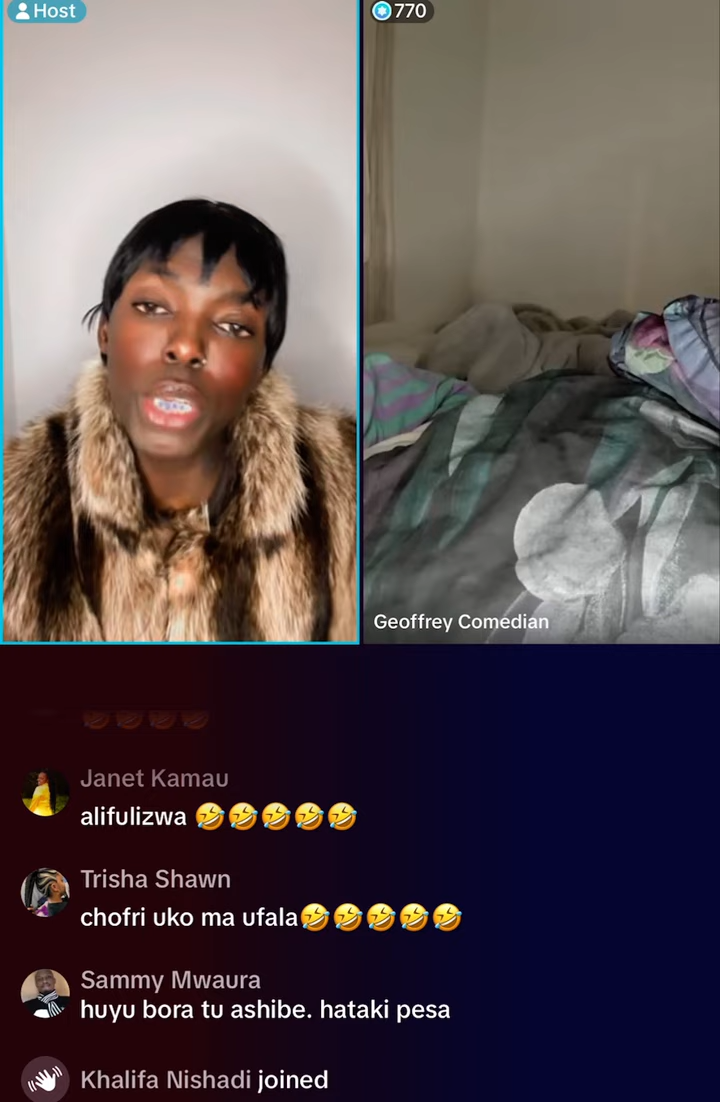 Host
770
Geoffrey Comedian
🤣🤣🤣🤣
Janet Kamau
alifulizwa 🤣🤣🤣🤣🤣
Trisha Shawn
chofri uko ma ufala🤣🤣🤣🤣🤣
Sammy Mwaura
huyu bora tu ashibe. hataki pesa
Khalifa Nishadi joined